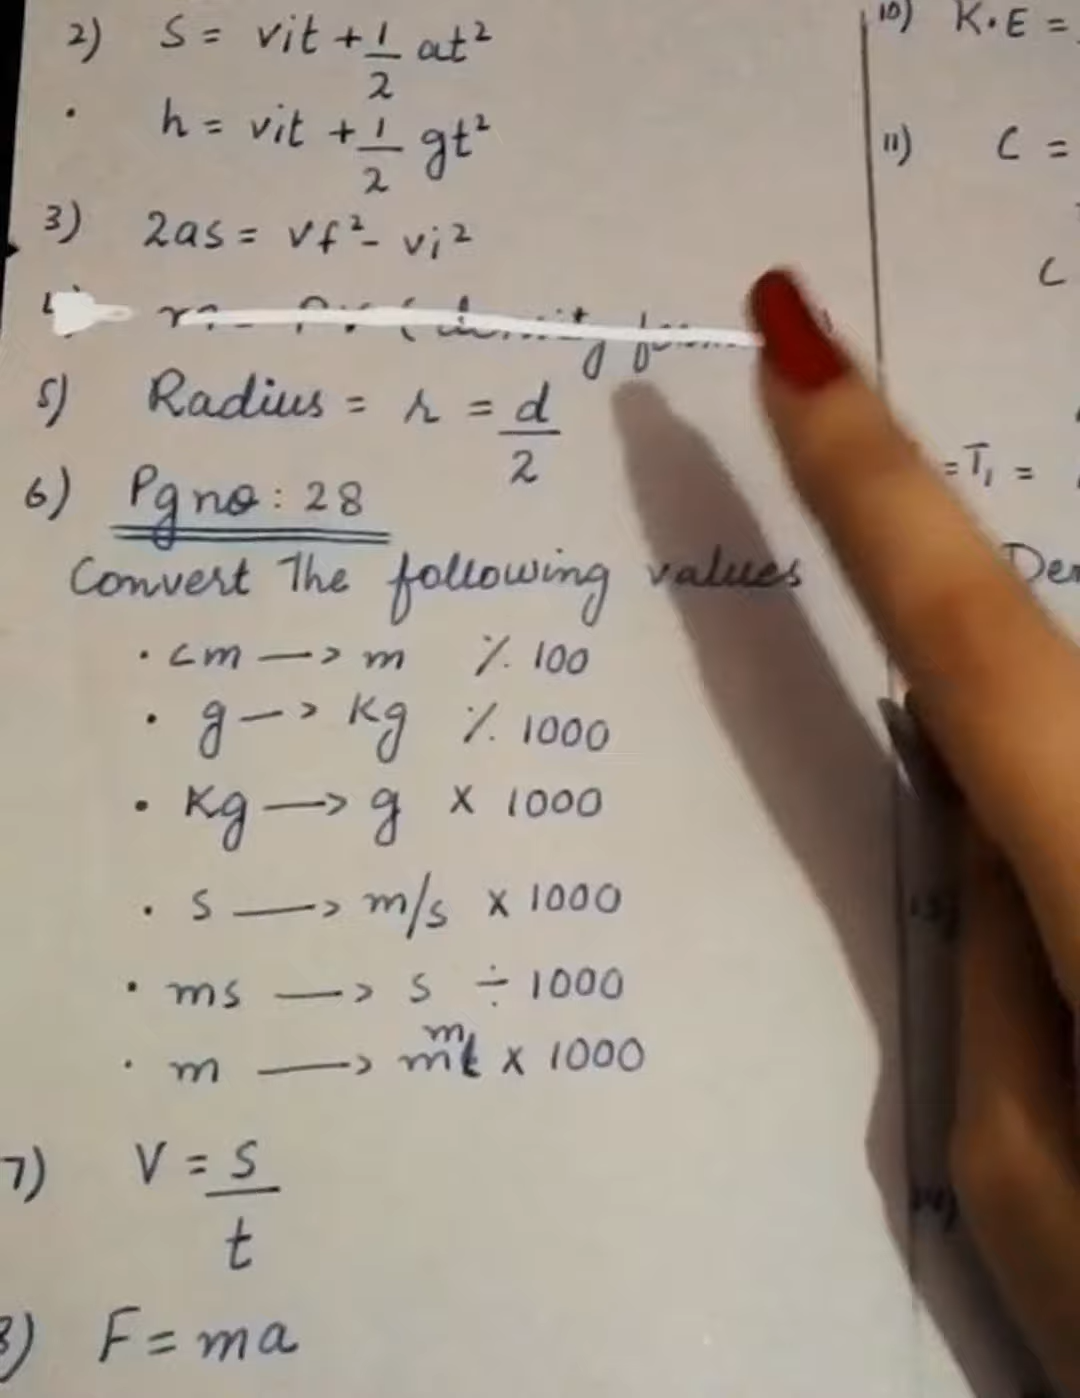 2) S = vit + 1/2 at²
· h = vit + 1/2 gt²
3) 2as = vf² - vi²
5) Radius = r = d/2
6) Pg no: 28
Convert The following values
· cm —> m ٪ 100
· g —> Kg ٪ 1000
· Kg —> g x 1000
· s —> m/s x 1000
· ms —> s ÷ 1000
· m —> mm x 1000
7) V = s/t
8) F = ma
10) K.E =
11) C =
C
= T₁ =